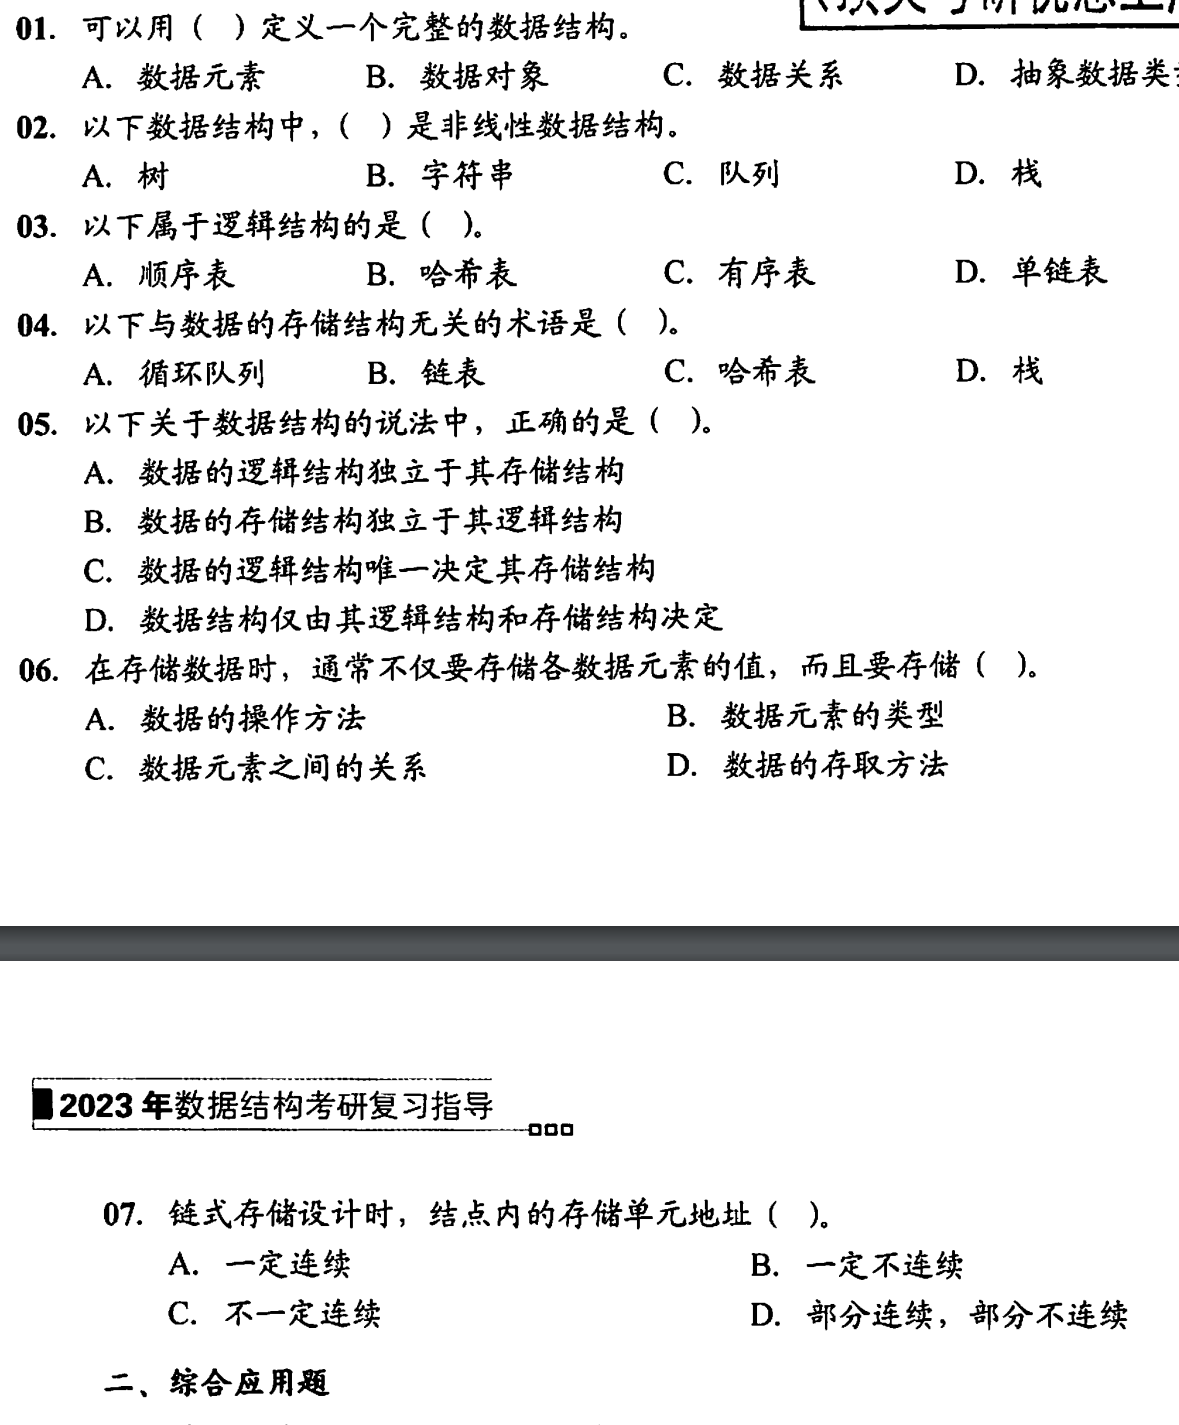 01. 可以用（ ）定义一个完整的数据结构。
A. 数据元素 B. 数据对象 C. 数据关系 D. 抽象数据类
02. 以下数据结构中，（ ）是非线性数据结构。
A. 树 B. 字符串 C. 队列 D. 栈
03. 以下属于逻辑结构的是（ ）。
A. 顺序表 B. 哈希表 C. 有序表 D. 单链表
04. 以下与数据的存储结构无关的术语是（ ）。
A. 循环队列 B. 链表 C. 哈希表 D. 栈
05. 以下关于数据结构的说法中，正确的是（ ）。
A. 数据的逻辑结构独立于其存储结构
B. 数据的存储结构独立于其逻辑结构
C. 数据的逻辑结构唯一决定其存储结构
D. 数据结构仅由其逻辑结构和存储结构决定
06. 在存储数据时，通常不仅要存储各数据元素的值，而且要存储（ ）。
A. 数据的操作方法 B. 数据元素的类型
C. 数据元素之间的关系 D. 数据的存取方法
2023 年数据结构考研复习指导
07. 链式存储设计时，结点内的存储单元地址（ ）。
A. 一定连续 B. 一定不连续
C. 不一定连续 D. 部分连续，部分不连续
二、综合应用题